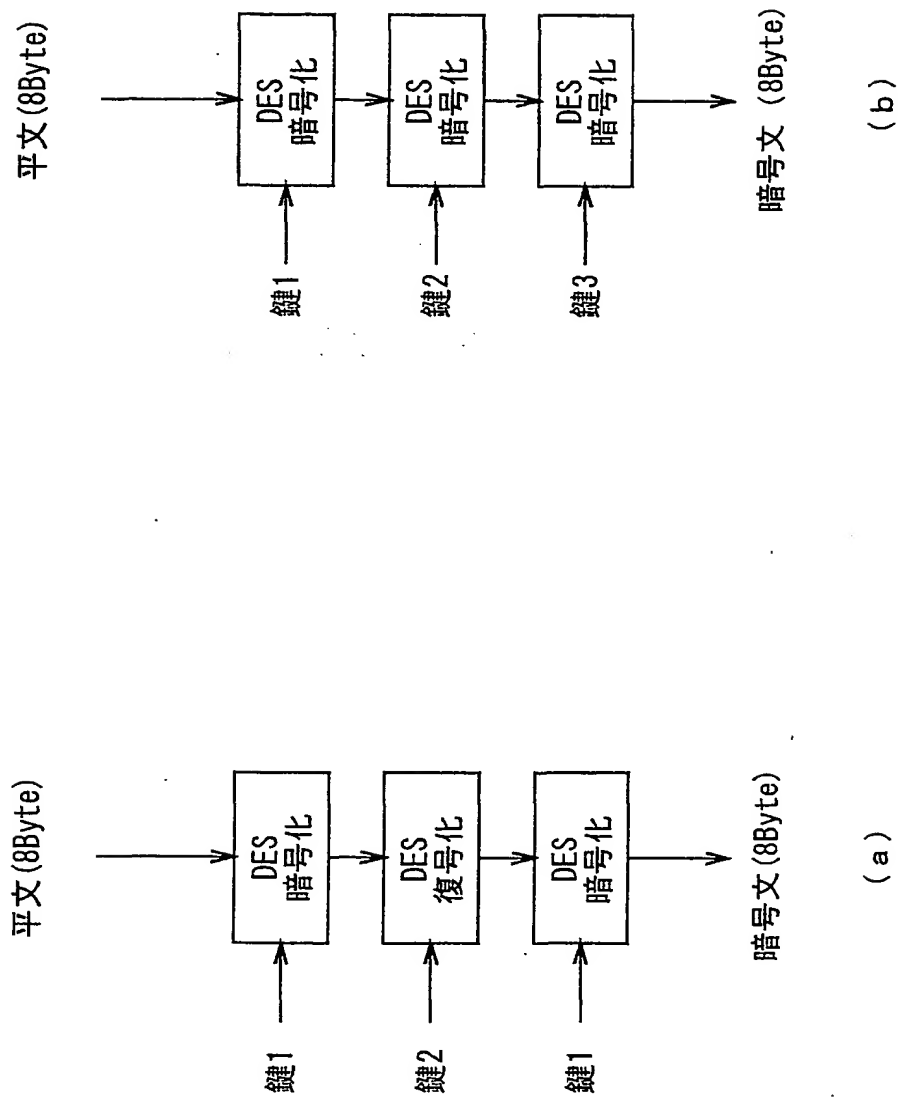 平文(8Byte)
鍵1
DES
暗号化
鍵2
DES
復号化
鍵1
DES
暗号化
暗号文(8Byte)
(a)
平文(8Byte)
鍵1
DES
暗号化
鍵2
DES
暗号化
鍵3
DES
暗号化
暗号文 (8Byte)
(b)